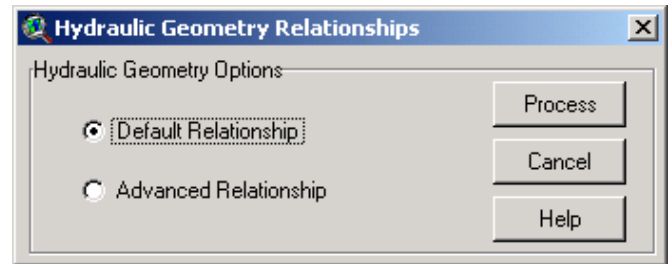 Hydraulic Geometry Relationships
Hydraulic Geometry Options
Default Relationship
Advanced Relationship
Process
Cancel
Help